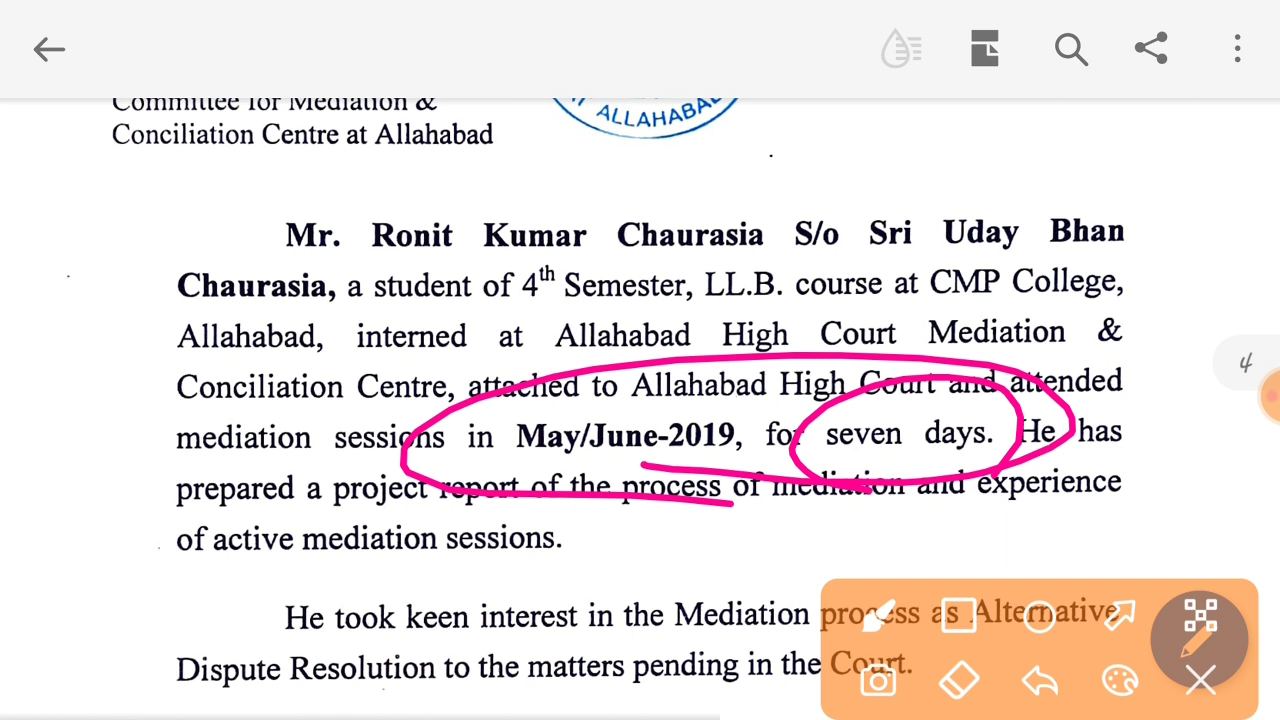 Committee for Mediation &
Conciliation Centre at Allahabad
ALLAHABAD
Mr. Ronit Kumar Chaurasia S/o Sri Uday Bhan
Chaurasia, a student of 4th Semester, LL.B. course at CMP College,
Allahabad, interned at Allahabad High Court Mediation &
Conciliation Centre, attached to Allahabad High Court and attended
mediation sessions in May/June-2019, for seven days. He has
prepared a project report of the process of mediation and experience
of active mediation sessions.
4
He took keen interest in the Mediation process as Alternative
Dispute Resolution to the matters pending in the Court.